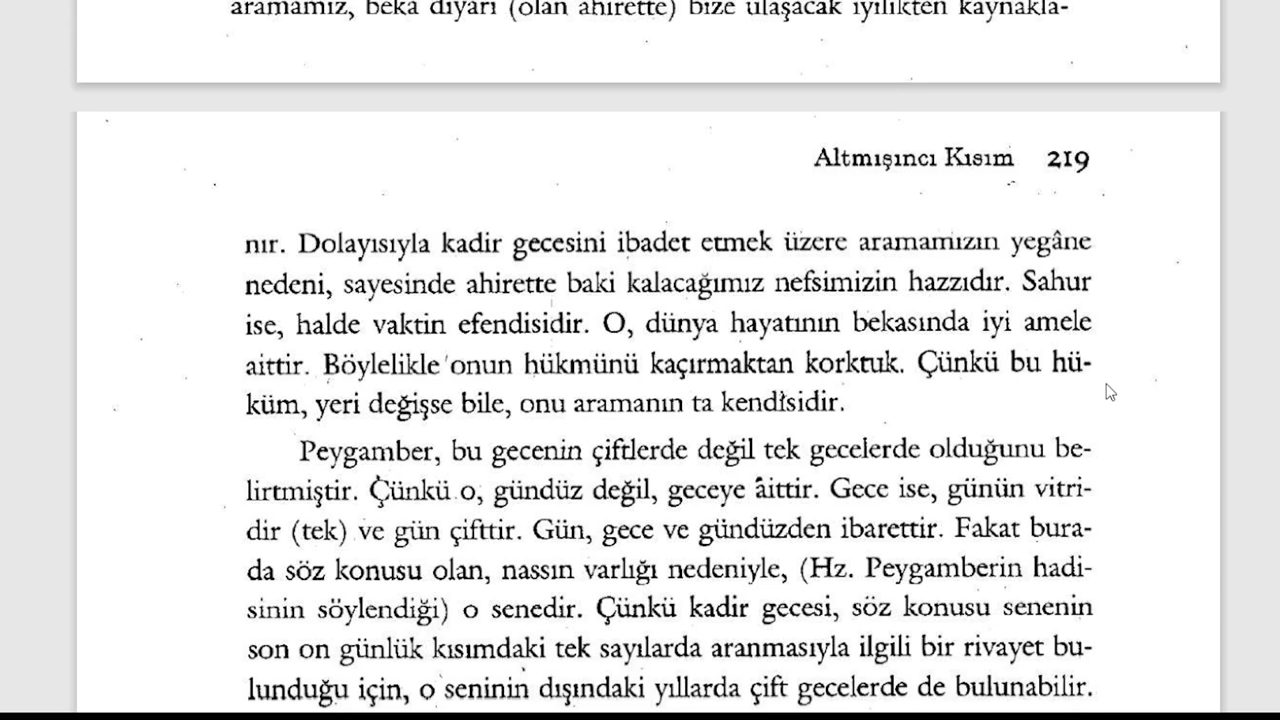 aramamız, beka diyarı (olan ahirette) bize ulaşacak iyilikten kaynakla-
Altmışıncı Kısım 219
nır. Dolayısıyla kadir gecesini ibadet etmek üzere aramamızın yegâne
nedeni, sayesinde ahirette baki kalacağımız nefsimizin hazzıdır. Sahur
ise, halde vaktin efendisidir. O, dünya hayatının bekasında iyi amele
aittir. Böylelikle onun hükmünü kaçırmaktan korktuk. Çünkü bu hü-
küm, yeri değişse bile, onu aramanın ta kendisidir.
Peygamber, bu gecenin çiftlerde değil tek gecelerde olduğunu be-
lirtmiştir. Çünkü o, gündüz değil, geceye âittir. Gece ise, günün vitri-
dir (tek) ve gün çifttir. Gün, gece ve gündüzden ibarettir. Fakat bura-
da söz konusu olan, nassın varlığı nedeniyle, (Hz. Peygamberin hadi-
sinin söylendiği) o senedir. Çünkü kadir gecesi, söz konusu senenin
son on günlük kısımdaki tek sayılarda aranmasıyla ilgili bir rivayet bu-
lunduğu için, o seninin dışındaki yıllarda çift gecelerde de bulunabilir.